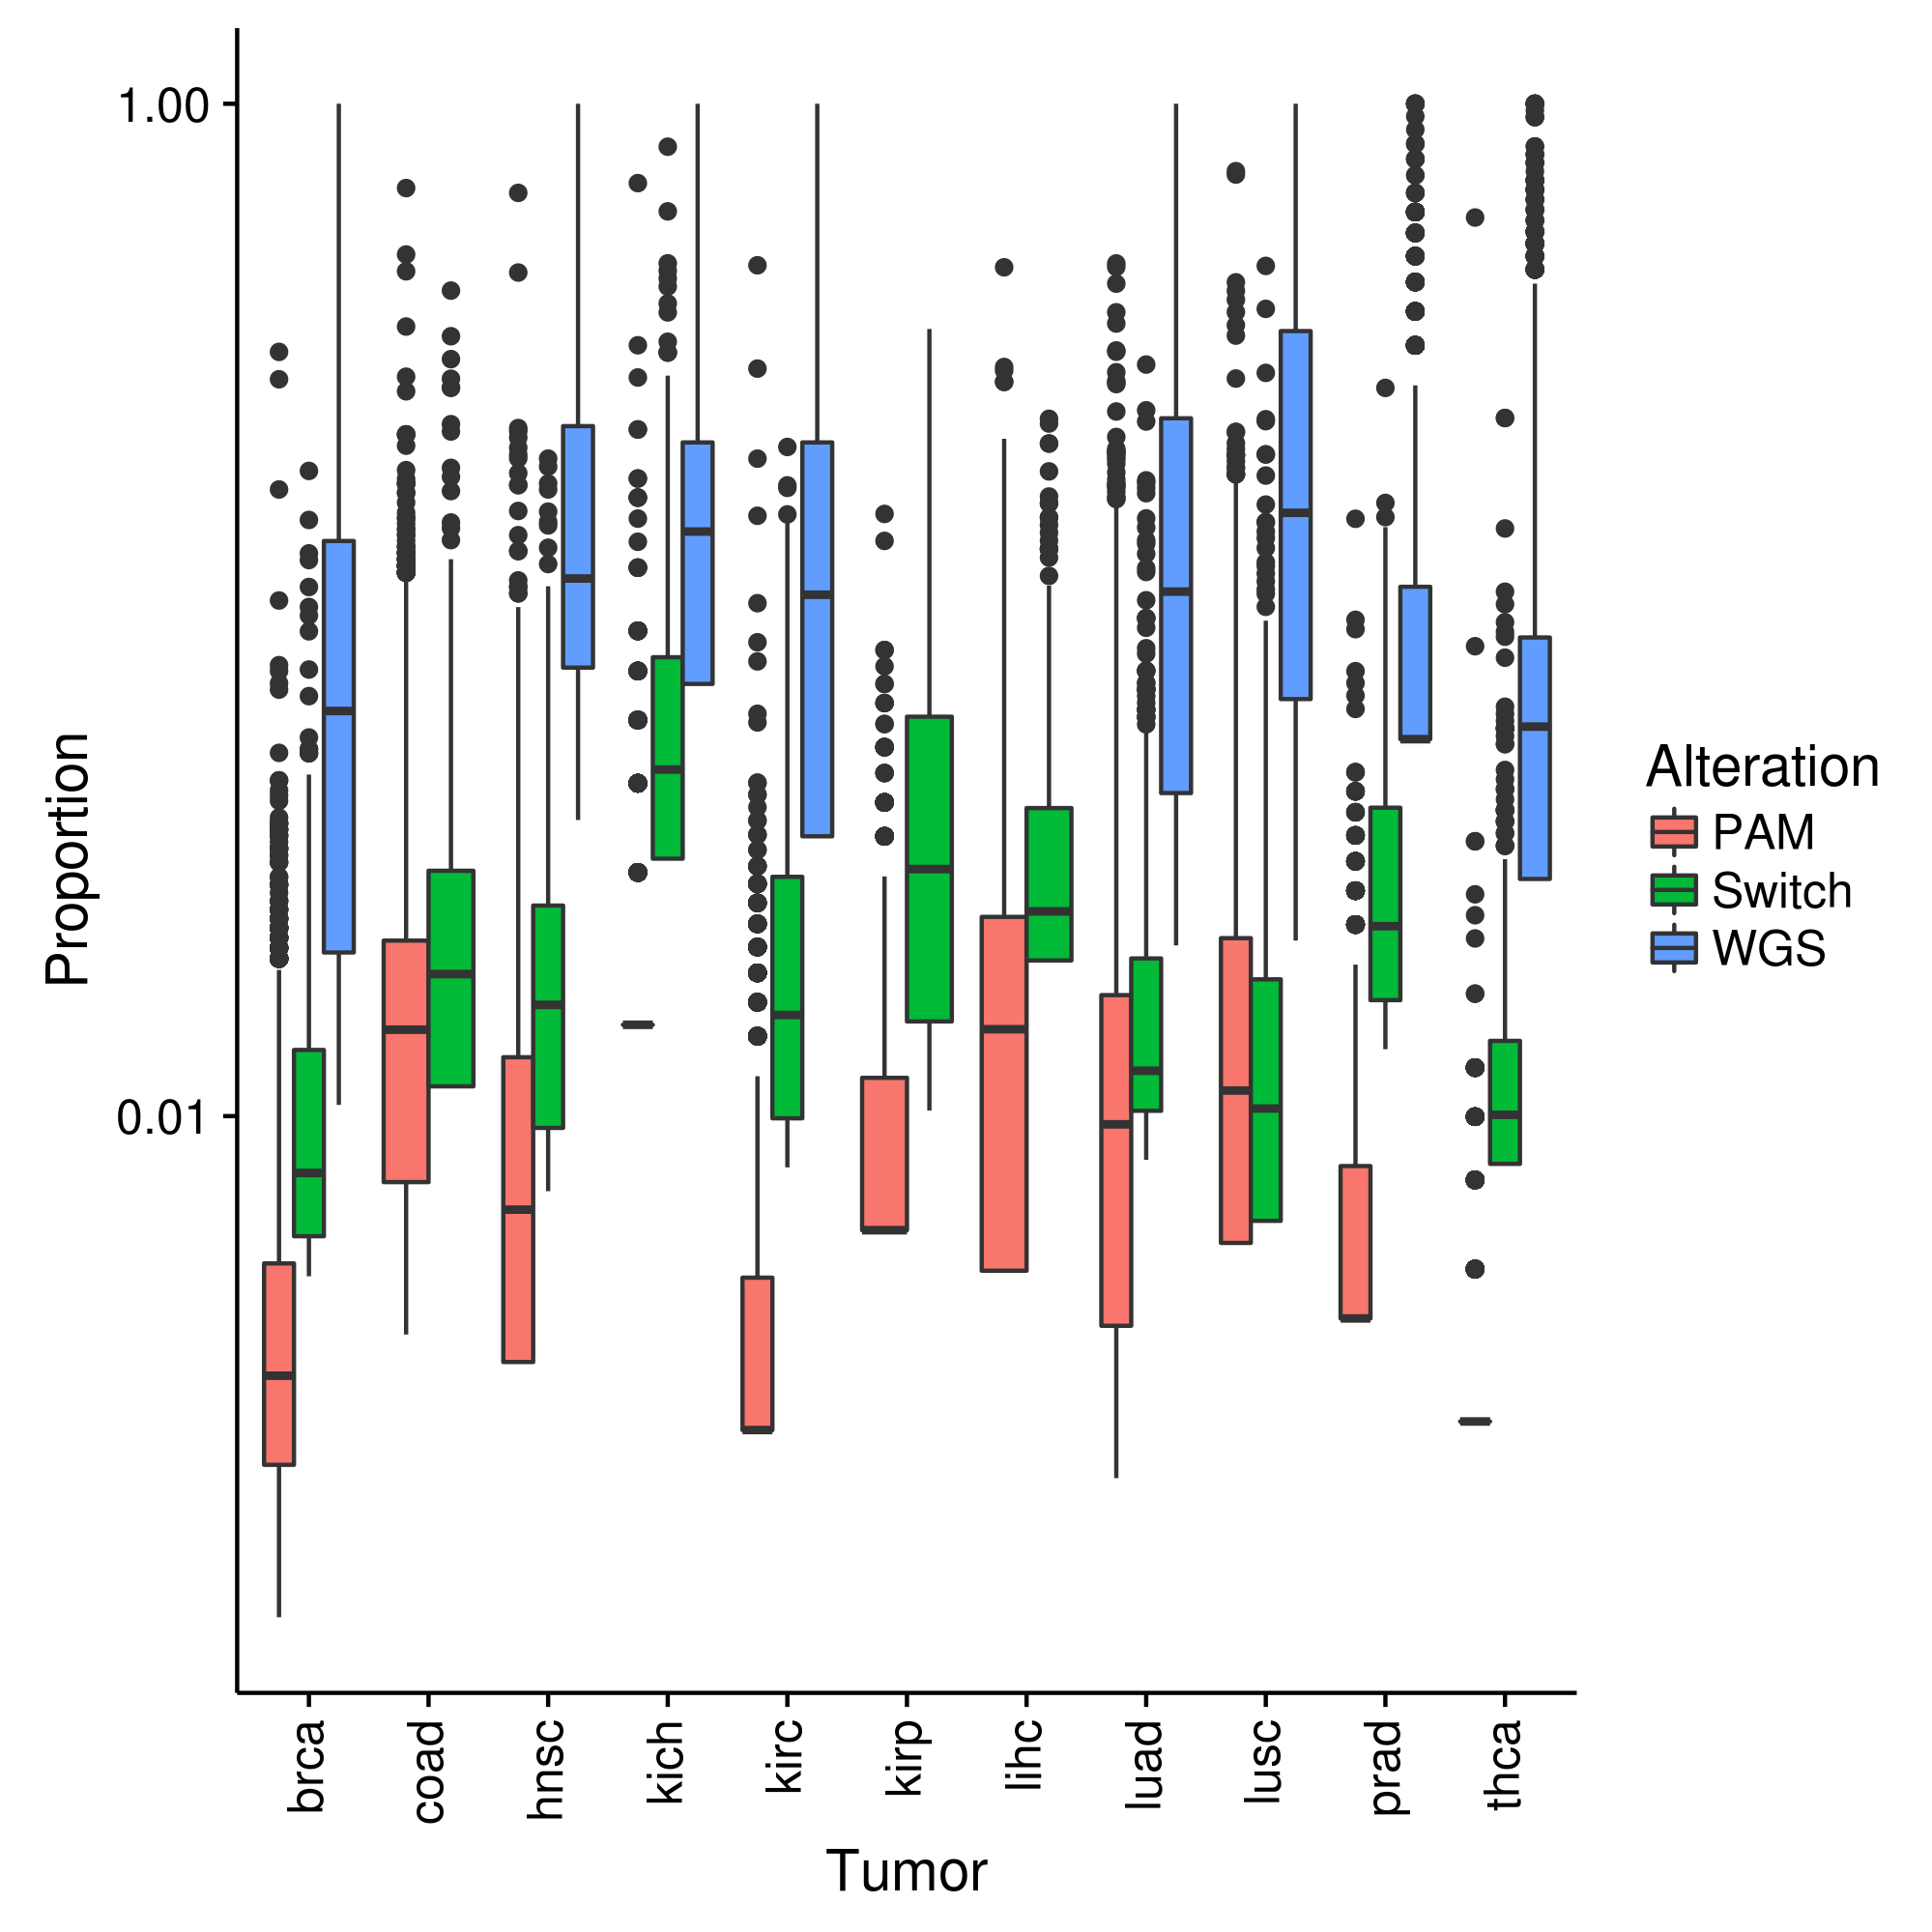 1.00
0.01
Proportion
brca
coad
hnsc
kich
kirc
kirp
lihc
luad
lusc
prad
thca
Tumor
Alteration
PAM
Switch
WGS